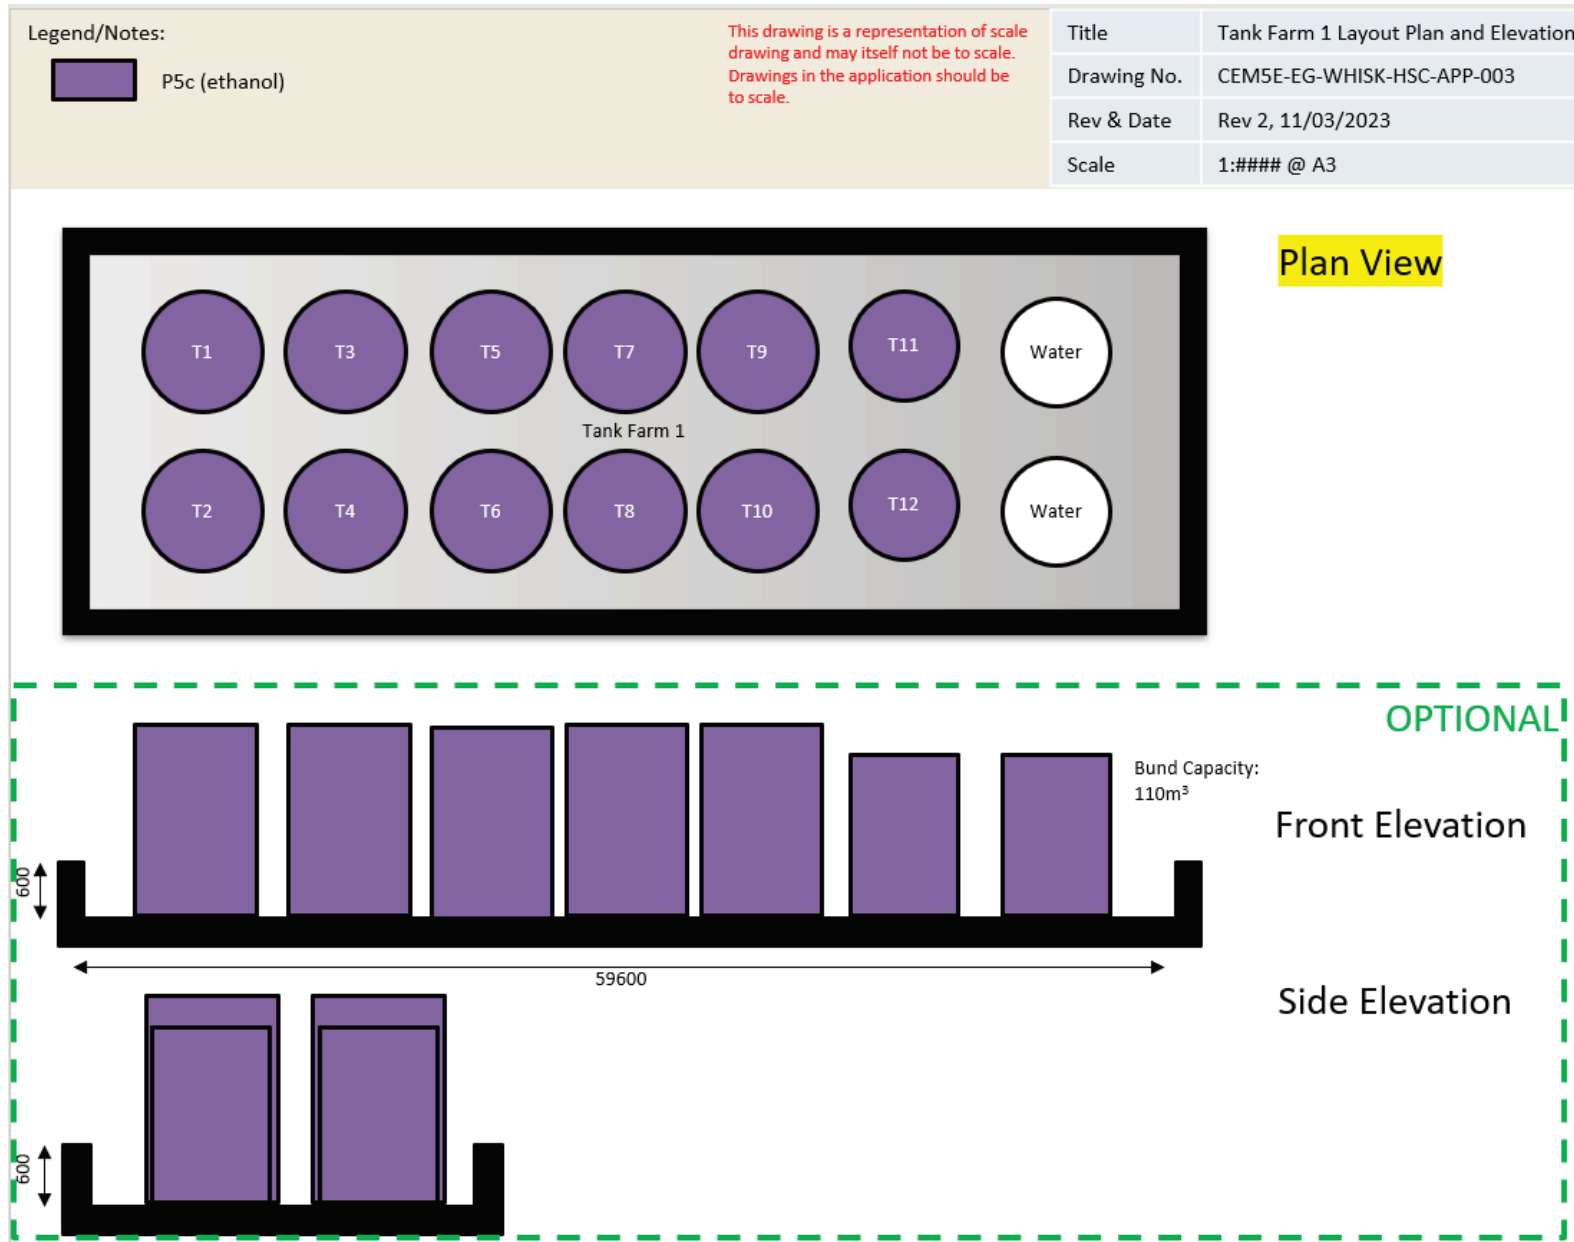 Legend/Notes:
P5c (ethanol)
This drawing is a representation of scale
drawing and may itself not be to scale.
Drawings in the application should be
to scale.
Title Tank Farm 1 Layout Plan and Elevation
Drawing No. CEM5E-EG-WHISK-HSC-APP-003
Rev & Date Rev 2, 11/03/2023
Scale 1:#### @ A3
Plan View
T1 T3 T5 T7 T9 T11 Water
Tank Farm 1
T2 T4 T6 T8 T10 T12 Water
OPTIONAL
Bund Capacity:
110m³
Front Elevation
600
59600
Side Elevation
600